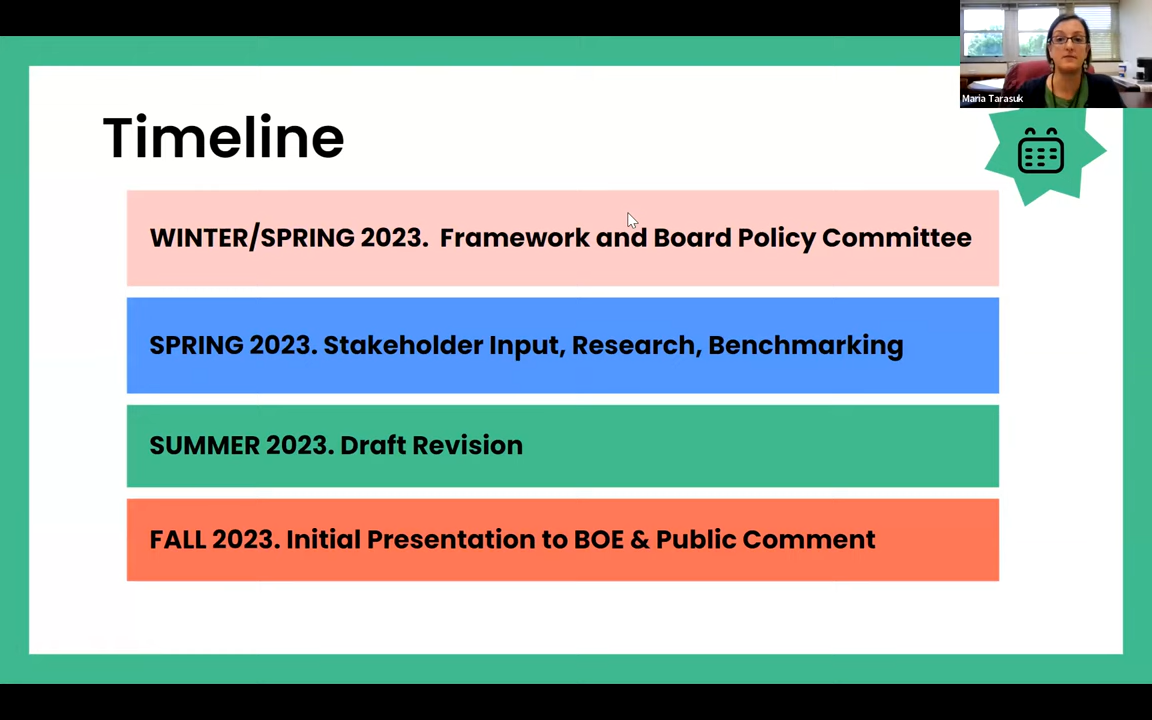 Maria Tarasuk
Timeline
WINTER/SPRING 2023. Framework and Board Policy Committee
SPRING 2023. Stakeholder Input, Research, Benchmarking
SUMMER 2023. Draft Revision
FALL 2023. Initial Presentation to BOE & Public Comment